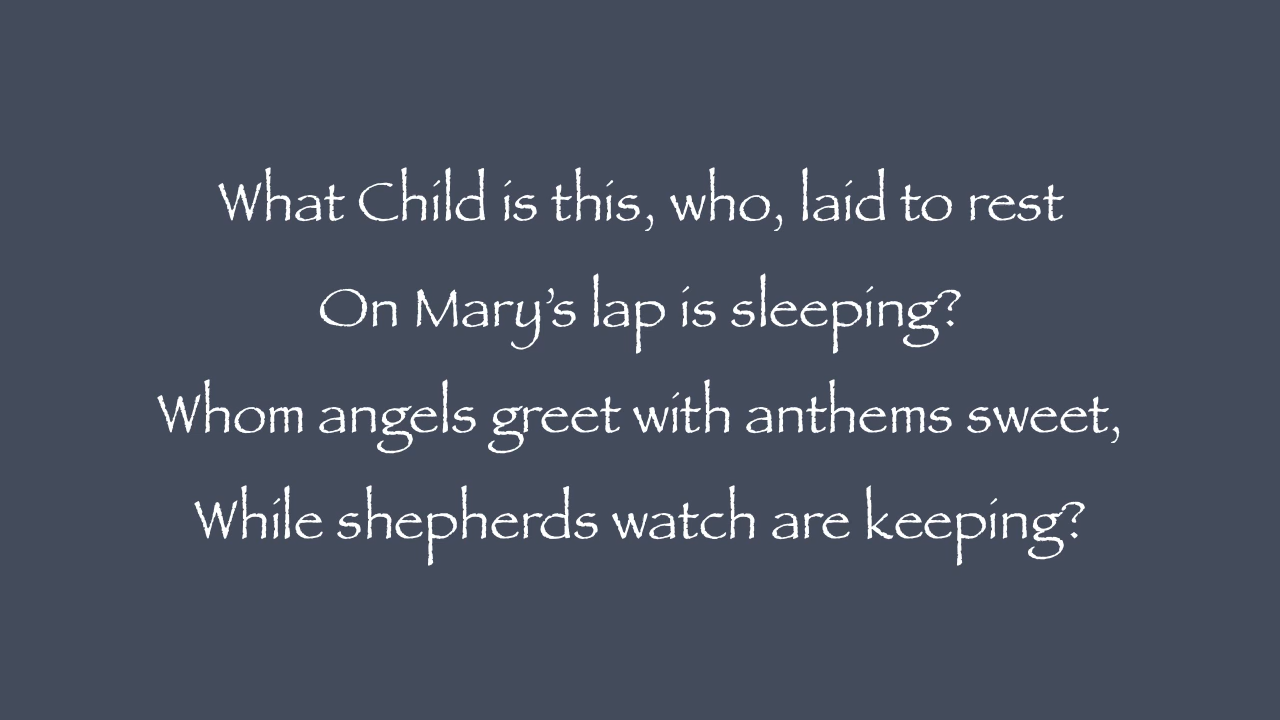 What Child is this, who, laid to rest
On Mary’s lap is sleeping?
Whom angels greet with anthems sweet,
While shepherds watch are keeping?